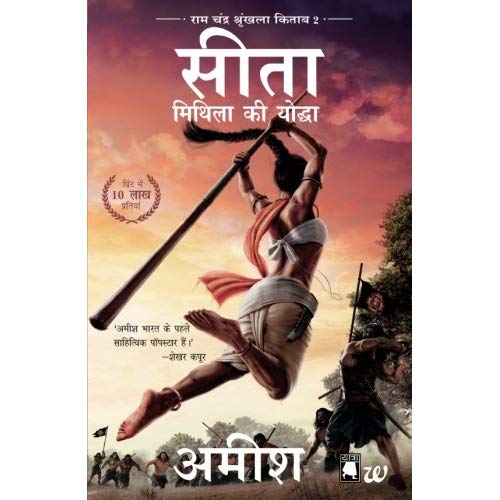 राम चंद्र श्रृंखला किताब 2
सीता
मिथिला की योद्धा
प्रिंट में
10 लाख
प्रतियां
'अमीश भारत के पहले
साहित्यिक पॉपस्टार हैं।'
—शेखर कपूर
अमीश
यात्रा
w